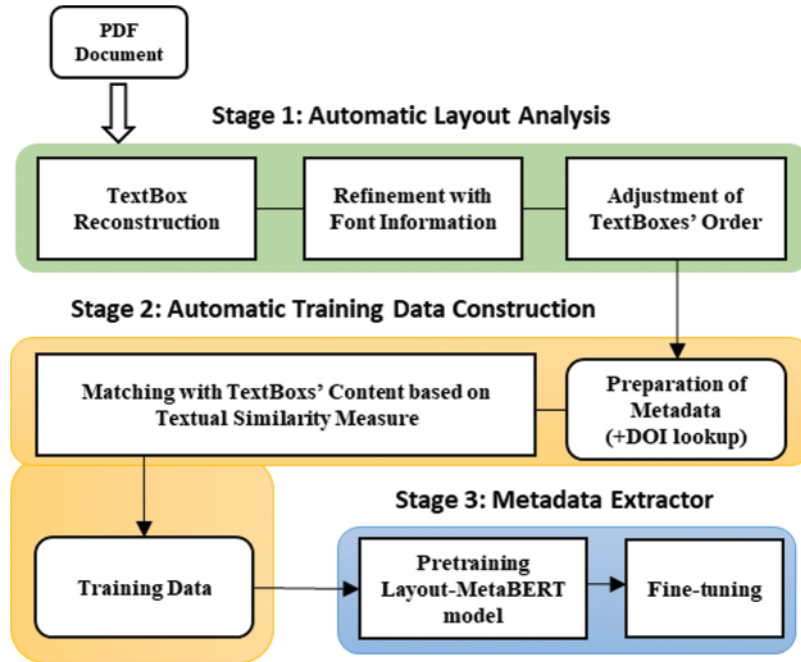 PDF
Document
Stage 1: Automatic Layout Analysis
TextBox
Reconstruction
Refinement with
Font Information
Adjustment of
TextBoxes' Order
Stage 2: Automatic Training Data Construction
Matching with TextBoxs' Content based on
Textual Similarity Measure
Preparation of
Metadata
(+DOI lookup)
Training Data
Stage 3: Metadata Extractor
Pretraining
Layout-MetaBERT
model
Fine-tuning